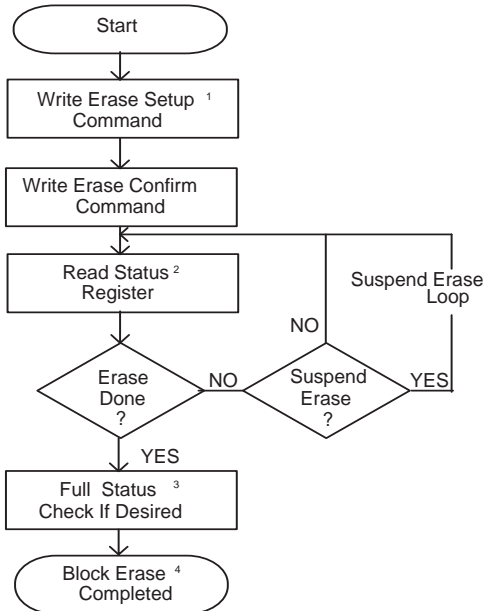 Start
Write Erase Setup 1
Command
Write Erase Confirm
Command
Read Status 2
Register
Suspend Erase
Loop
NO
Erase
Done
?
NO
Suspend
Erase
?
YES
YES
Full Status 3
Check If Desired
Block Erase 4
Completed